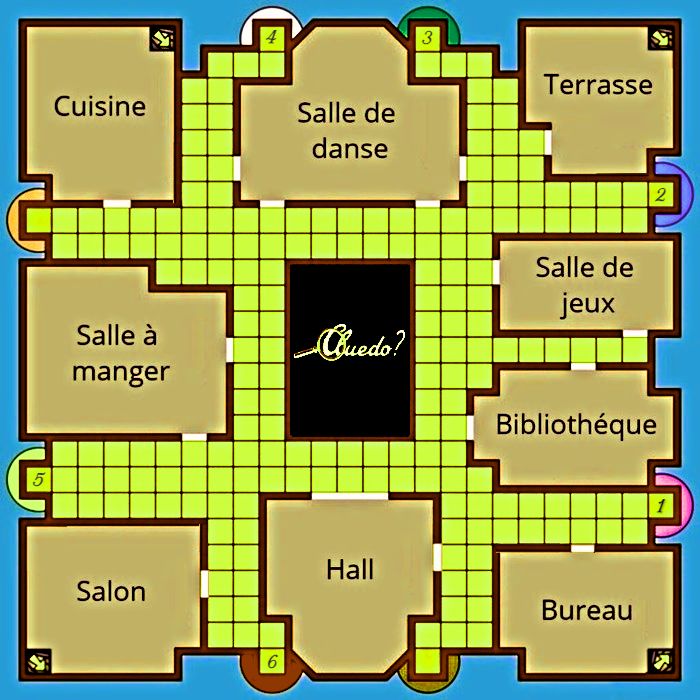 4
3
Cuisine
Salle de
danse
Terrasse
2
Salle de
jeux
Cluedo?
Salle à
manger
Bibliothéque
5
1
Hall
Salon
Bureau
6